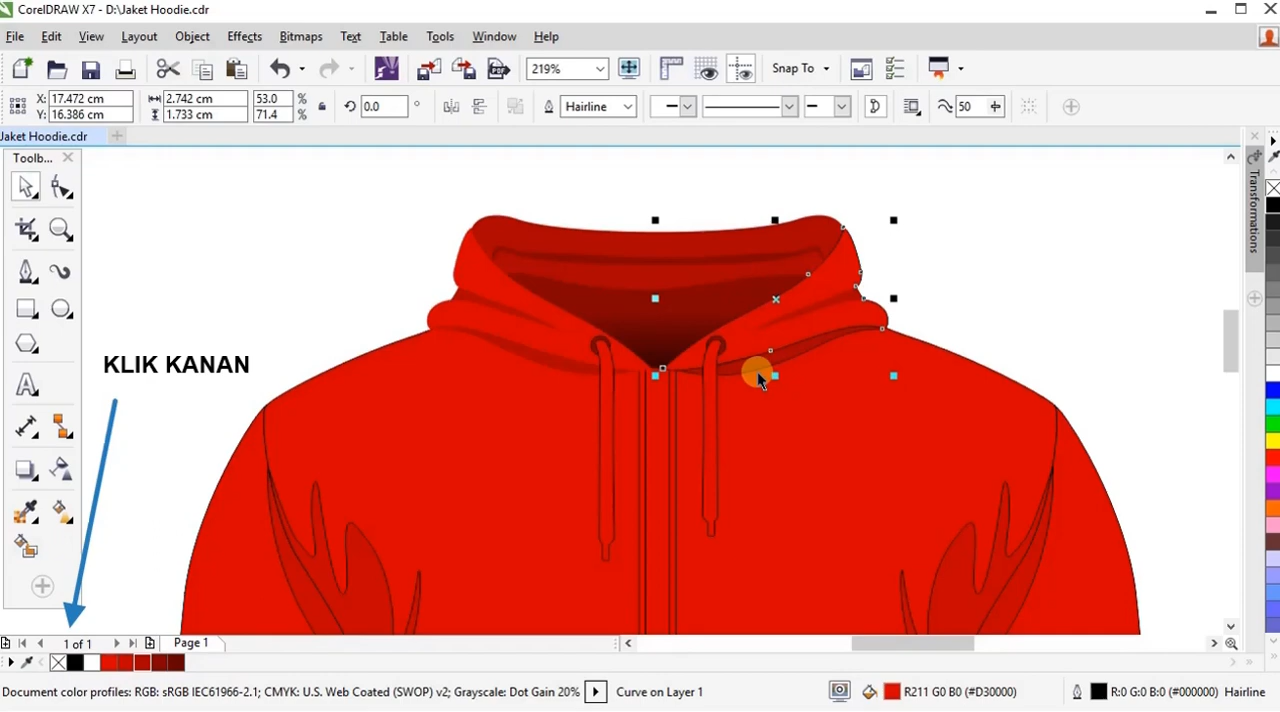 CorelDRAW X7 - D:\Jaket Hoodie.cdr
File Edit View Layout Object Effects Bitmaps Text Table Tools Window Help
219% Snap To
X: 17.472 cm 2.742 cm 53.0 %
Y: 16.386 cm 1.733 cm 71.4 %
0.0 ° Hairline 50
Jaket Hoodie.cdr
Toolb...
Transformations
KLIK KANAN
1 of 1 Page 1
Document color profiles: RGB: sRGB IEC61966-2.1; CMYK: U.S. Web Coated (SWOP) v2; Grayscale: Dot Gain 20% Curve on Layer 1 R211 G0 B0 (#D30000) R:0 G:0 B:0 (#000000) Hairline